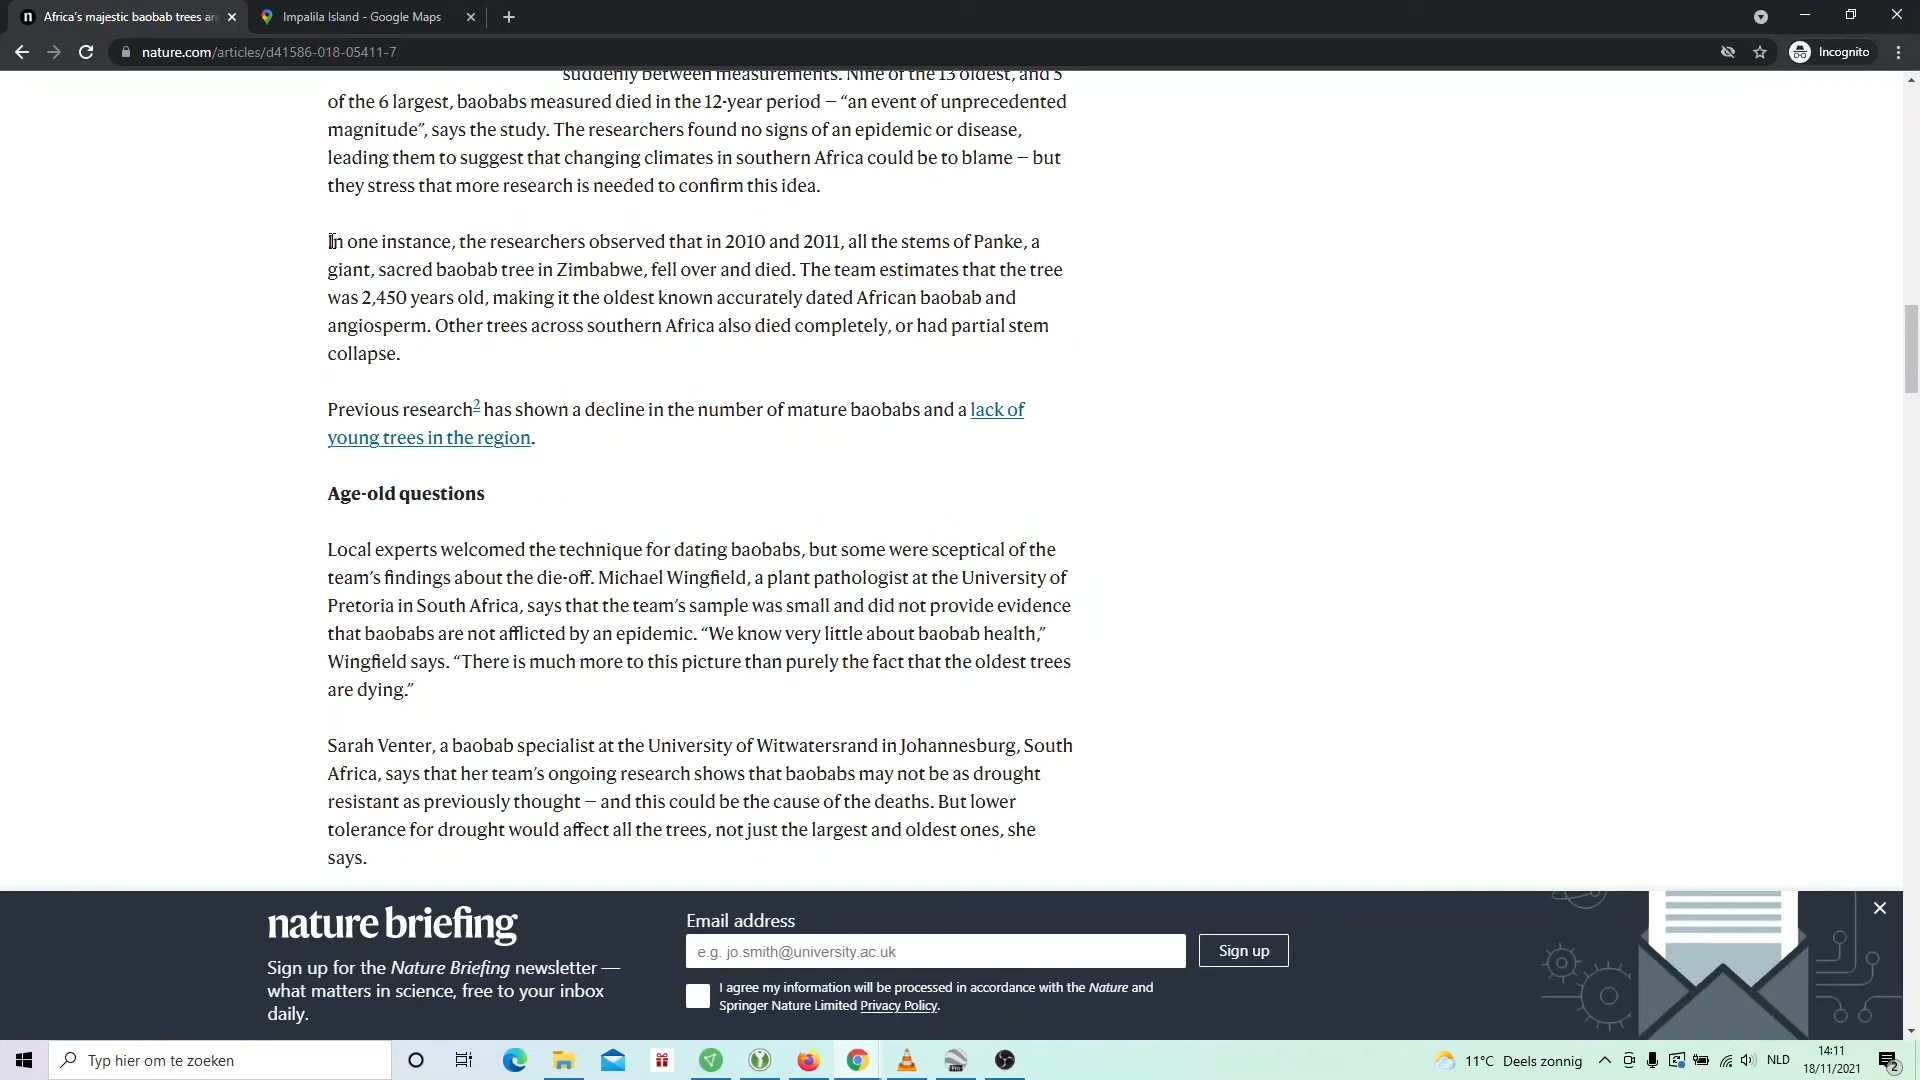 Africa's majestic baobab trees are
Impalila Island - Google Maps
nature.com/articles/d41586-018-05411-7
Incognito
suddenly between measurements. Nine of the 13 oldest, and 5
of the 6 largest, baobabs measured died in the 12-year period — “an event of unprecedented
magnitude”, says the study. The researchers found no signs of an epidemic or disease,
leading them to suggest that changing climates in southern Africa could be to blame — but
they stress that more research is needed to confirm this idea.
In one instance, the researchers observed that in 2010 and 2011, all the stems of Panke, a
giant, sacred baobab tree in Zimbabwe, fell over and died. The team estimates that the tree
was 2,450 years old, making it the oldest known accurately dated African baobab and
angiosperm. Other trees across southern Africa also died completely, or had partial stem
collapse.
Previous research2 has shown a decline in the number of mature baobabs and a lack of
young trees in the region.
Age-old questions
Local experts welcomed the technique for dating baobabs, but some were sceptical of the
team’s findings about the die-off. Michael Wingfield, a plant pathologist at the University of
Pretoria in South Africa, says that the team’s sample was small and did not provide evidence
that baobabs are not afflicted by an epidemic. “We know very little about baobab health,”
Wingfield says. “There is much more to this picture than purely the fact that the oldest trees
are dying.”
Sarah Venter, a baobab specialist at the University of Witwatersrand in Johannesburg, South
Africa, says that her team’s ongoing research shows that baobabs may not be as drought
resistant as previously thought — and this could be the cause of the deaths. But lower
tolerance for drought would affect all the trees, not just the largest and oldest ones, she
says.
nature briefing
Sign up for the Nature Briefing newsletter —
what matters in science, free to your inbox
daily.
Email address
e.g. jo.smith@university.ac.uk
Sign up
I agree my information will be processed in accordance with the Nature and
Springer Nature Limited Privacy Policy.
Typ hier om te zoeken
11°C Deels zonnig
NLD
14:11
18/11/2021
2